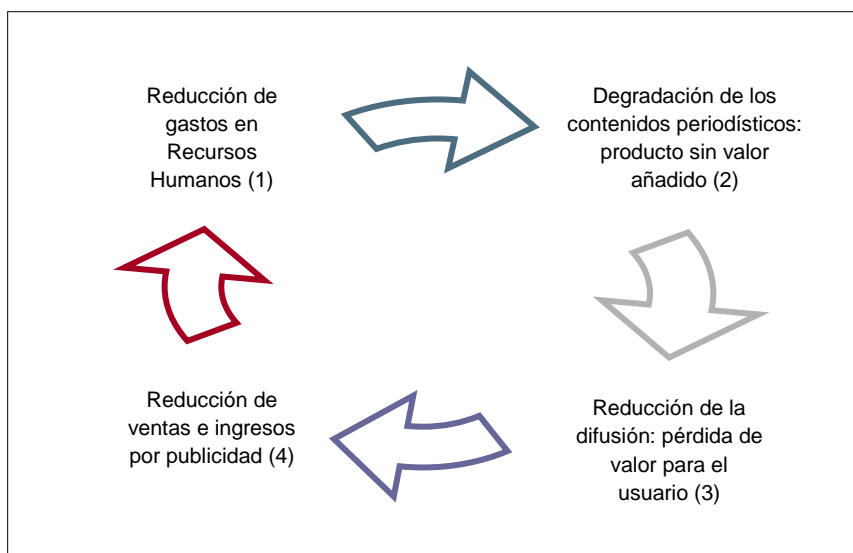 Reducción de
gastos en
Recursos
Humanos (1)
Degradación de los
contenidos periodísticos:
producto sin valor
añadido (2)
Reducción de la
difusión: pérdida de
valor para el
usuario (3)
Reducción de
ventas e ingresos
por publicidad (4)